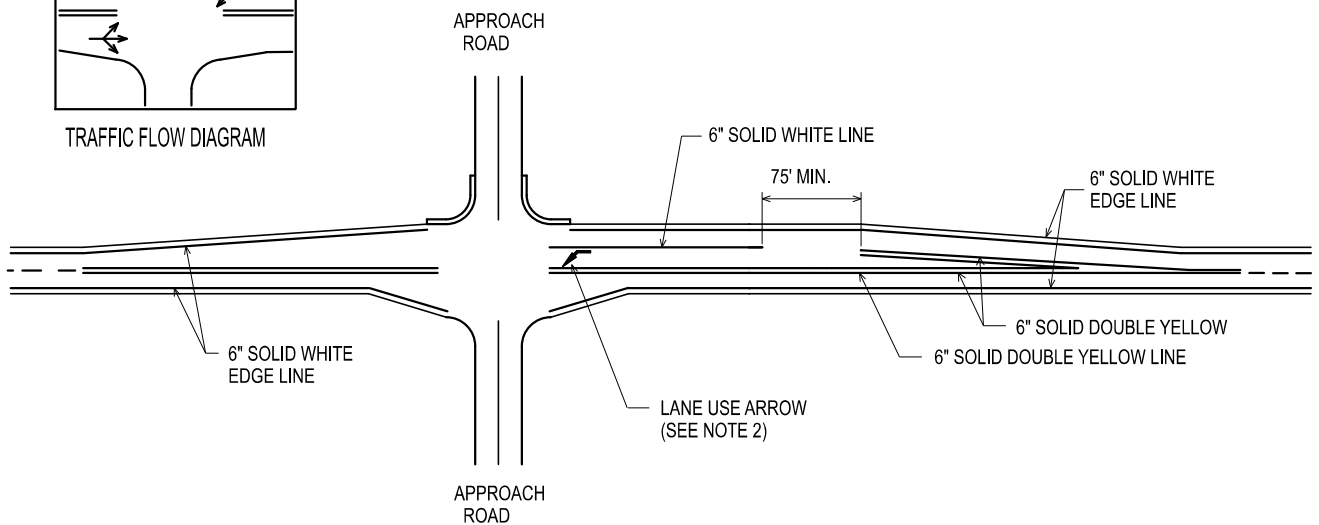 APPROACH
ROAD
TRAFFIC FLOW DIAGRAM
6" SOLID WHITE LINE
75' MIN.
6" SOLID WHITE
EDGE LINE
6" SOLID WHITE
EDGE LINE
6" SOLID DOUBLE YELLOW
6" SOLID DOUBLE YELLOW LINE
LANE USE ARROW
(SEE NOTE 2)
APPROACH
ROAD